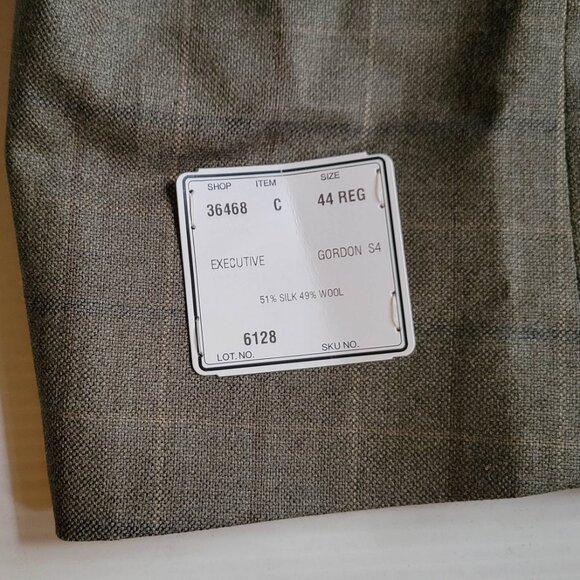 SHOP ITEM SIZE
36468 C 44 REG
EXECUTIVE GORDON S4
51% SILK 49% WOOL
6128
LOT. NO. SKU NO.